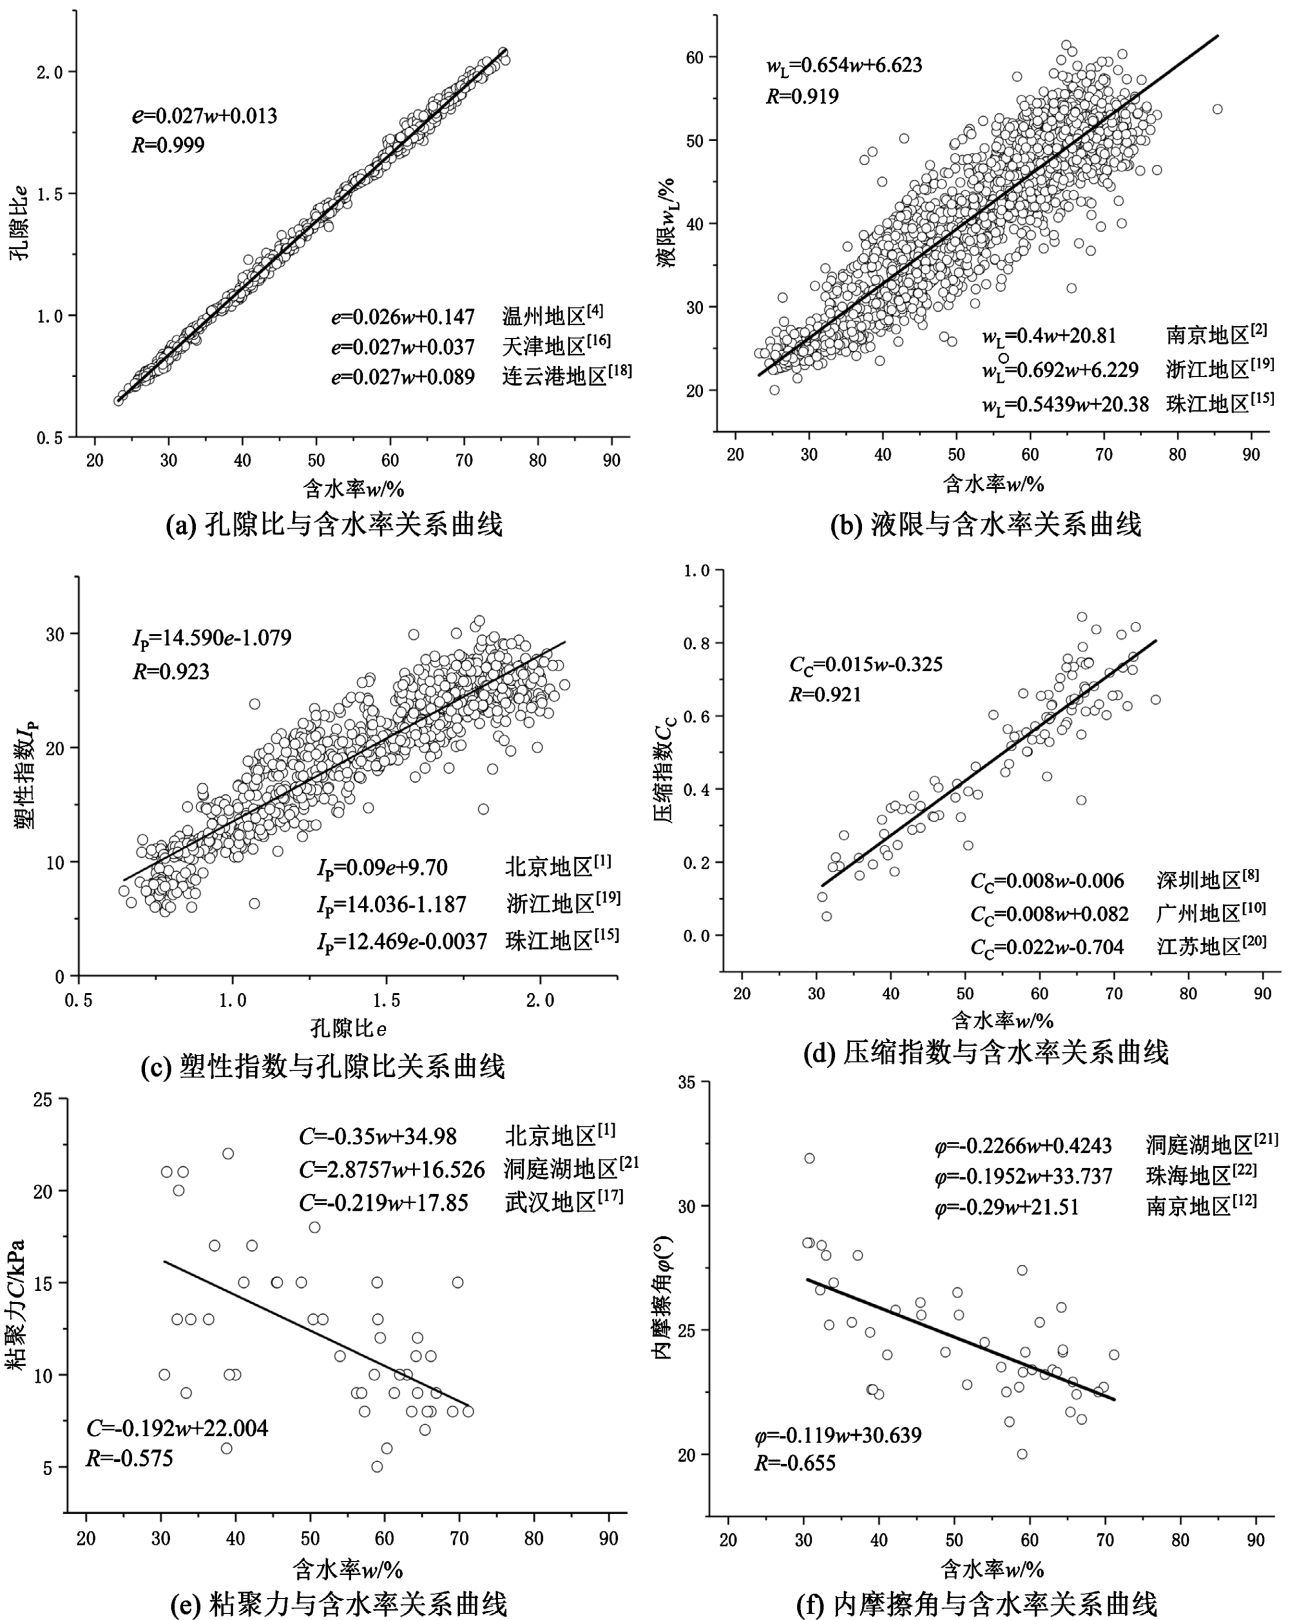 e=0.027w+0.013
R=0.999
e=0.026w+0.147 温州地区[4]
e=0.027w+0.037 天津地区[16]
e=0.027w+0.089 连云港地区[18]
孔隙比e
2.0
1.5
1.0
0.5
20 30 40 50 60 70 80 90
含水率w/%
(a) 孔隙比与含水率关系曲线
wL=0.654w+6.623
R=0.919
wL=0.4w+20.81 南京地区[2]
wL=0.692w+6.229 浙江地区[19]
wL=0.5439w+20.38 珠江地区[15]
液限wL/%
60
50
40
30
20
20 30 40 50 60 70 80 90
含水率w/%
(b) 液限与含水率关系曲线
IP=14.590e-1.079
R=0.923
IP=0.09e+9.70 北京地区[1]
IP=14.036-1.187 浙江地区[19]
IP=12.469e-0.0037 珠江地区[15]
塑性指数IP
30
20
10
0
0.5 1.0 1.5 2.0
孔隙比e
(c) 塑性指数与孔隙比关系曲线
CC=0.015w-0.325
R=0.921
CC=0.008w-0.006 深圳地区[8]
CC=0.008w+0.082 广州地区[10]
CC=0.022w-0.704 江苏地区[20]
压缩指数CC
1.0
0.8
0.6
0.4
0.2
0.0
20 30 40 50 60 70 80 90
含水率w/%
(d) 压缩指数与含水率关系曲线
C=-0.35w+34.98 北京地区[1]
C=2.8757w+16.526 洞庭湖地区[21
C=-0.219w+17.85 武汉地区[17]
C=-0.192w+22.004
R=-0.575
粘聚力C/kPa
25
20
15
10
5
20 30 40 50 60 70 80 90
含水率w/%
(e) 粘聚力与含水率关系曲线
φ=-0.2266w+0.4243 洞庭湖地区[21]
φ=-0.1952w+33.737 珠海地区[22]
φ=-0.29w+21.51 南京地区[12]
φ=-0.119w+30.639
R=-0.655
内摩擦角φ(°)
35
30
25
20
20 30 40 50 60 70 80 90
含水率w/%
(f) 内摩擦角与含水率关系曲线